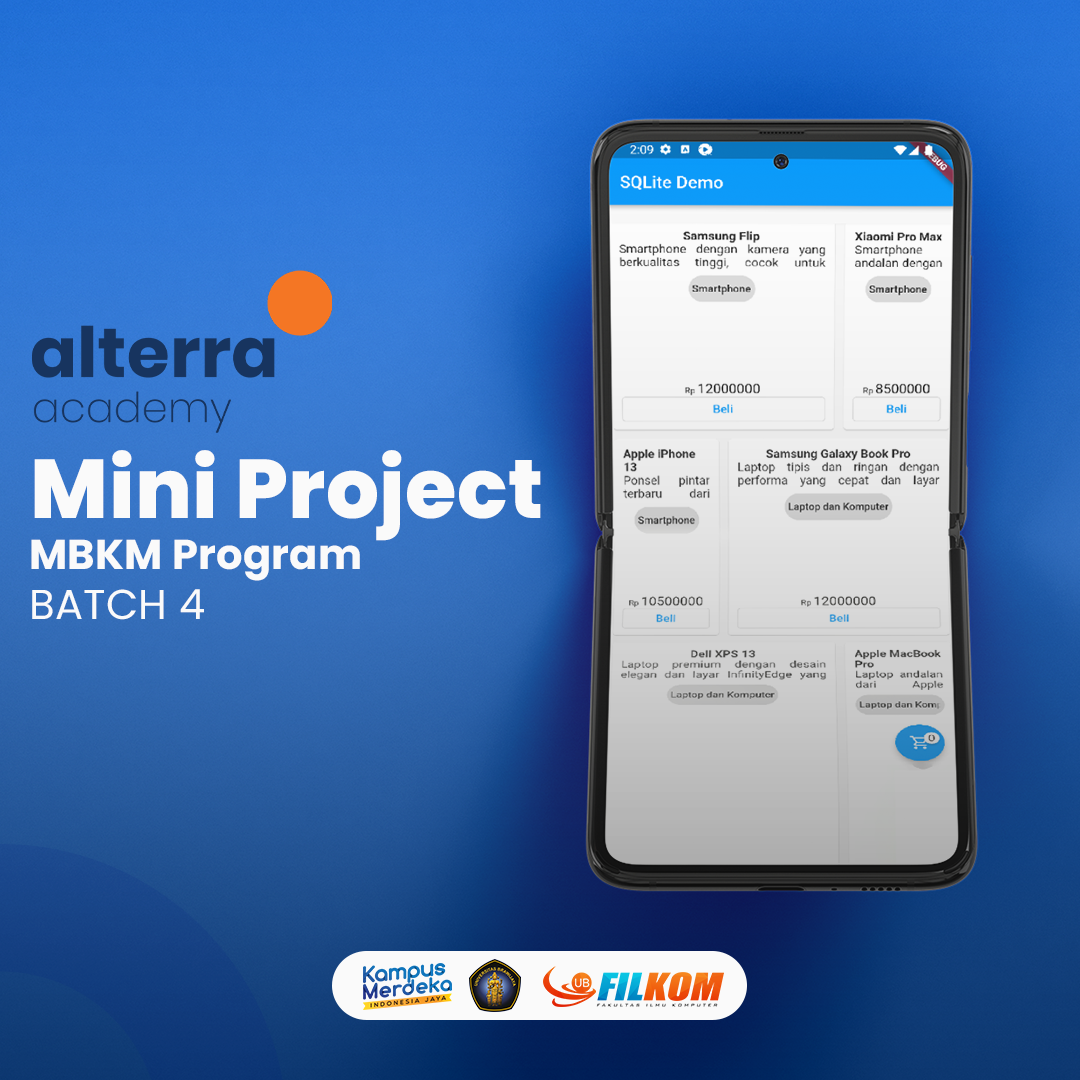 alterra
academy
Mini Project
MBKM Program
BATCH 4
2:09
DEBUG
SQLite Demo
Samsung Flip
Smartphone dengan kamera yang
berkualitas tinggi, cocok untuk
Smartphone
Rp 12000000
Beli
Xiaomi Pro Max
Smartphone
andalan dengan
Smartphone
Rp 8500000
Beli
Apple iPhone
13
Ponsel pintar
terbaru dari
Smartphone
Rp 10500000
Beli
Samsung Galaxy Book Pro
Laptop tipis dan ringan dengan
performa yang cepat dan layar
Laptop dan Komputer
Rp 12000000
Beli
Dell XPS 13
Laptop premium dengan desain
elegan dan layar InfinityEdge yang
Laptop dan Komputer
Apple MacBook
Pro
Laptop andalan
dari Apple
Laptop dan Kom
0
Kampus
Merdeka
INDONESIA JAYA
UNIVERSITAS BRAWIJAYA
UB
FILKOM
FAKULTAS ILMU KOMPUTER